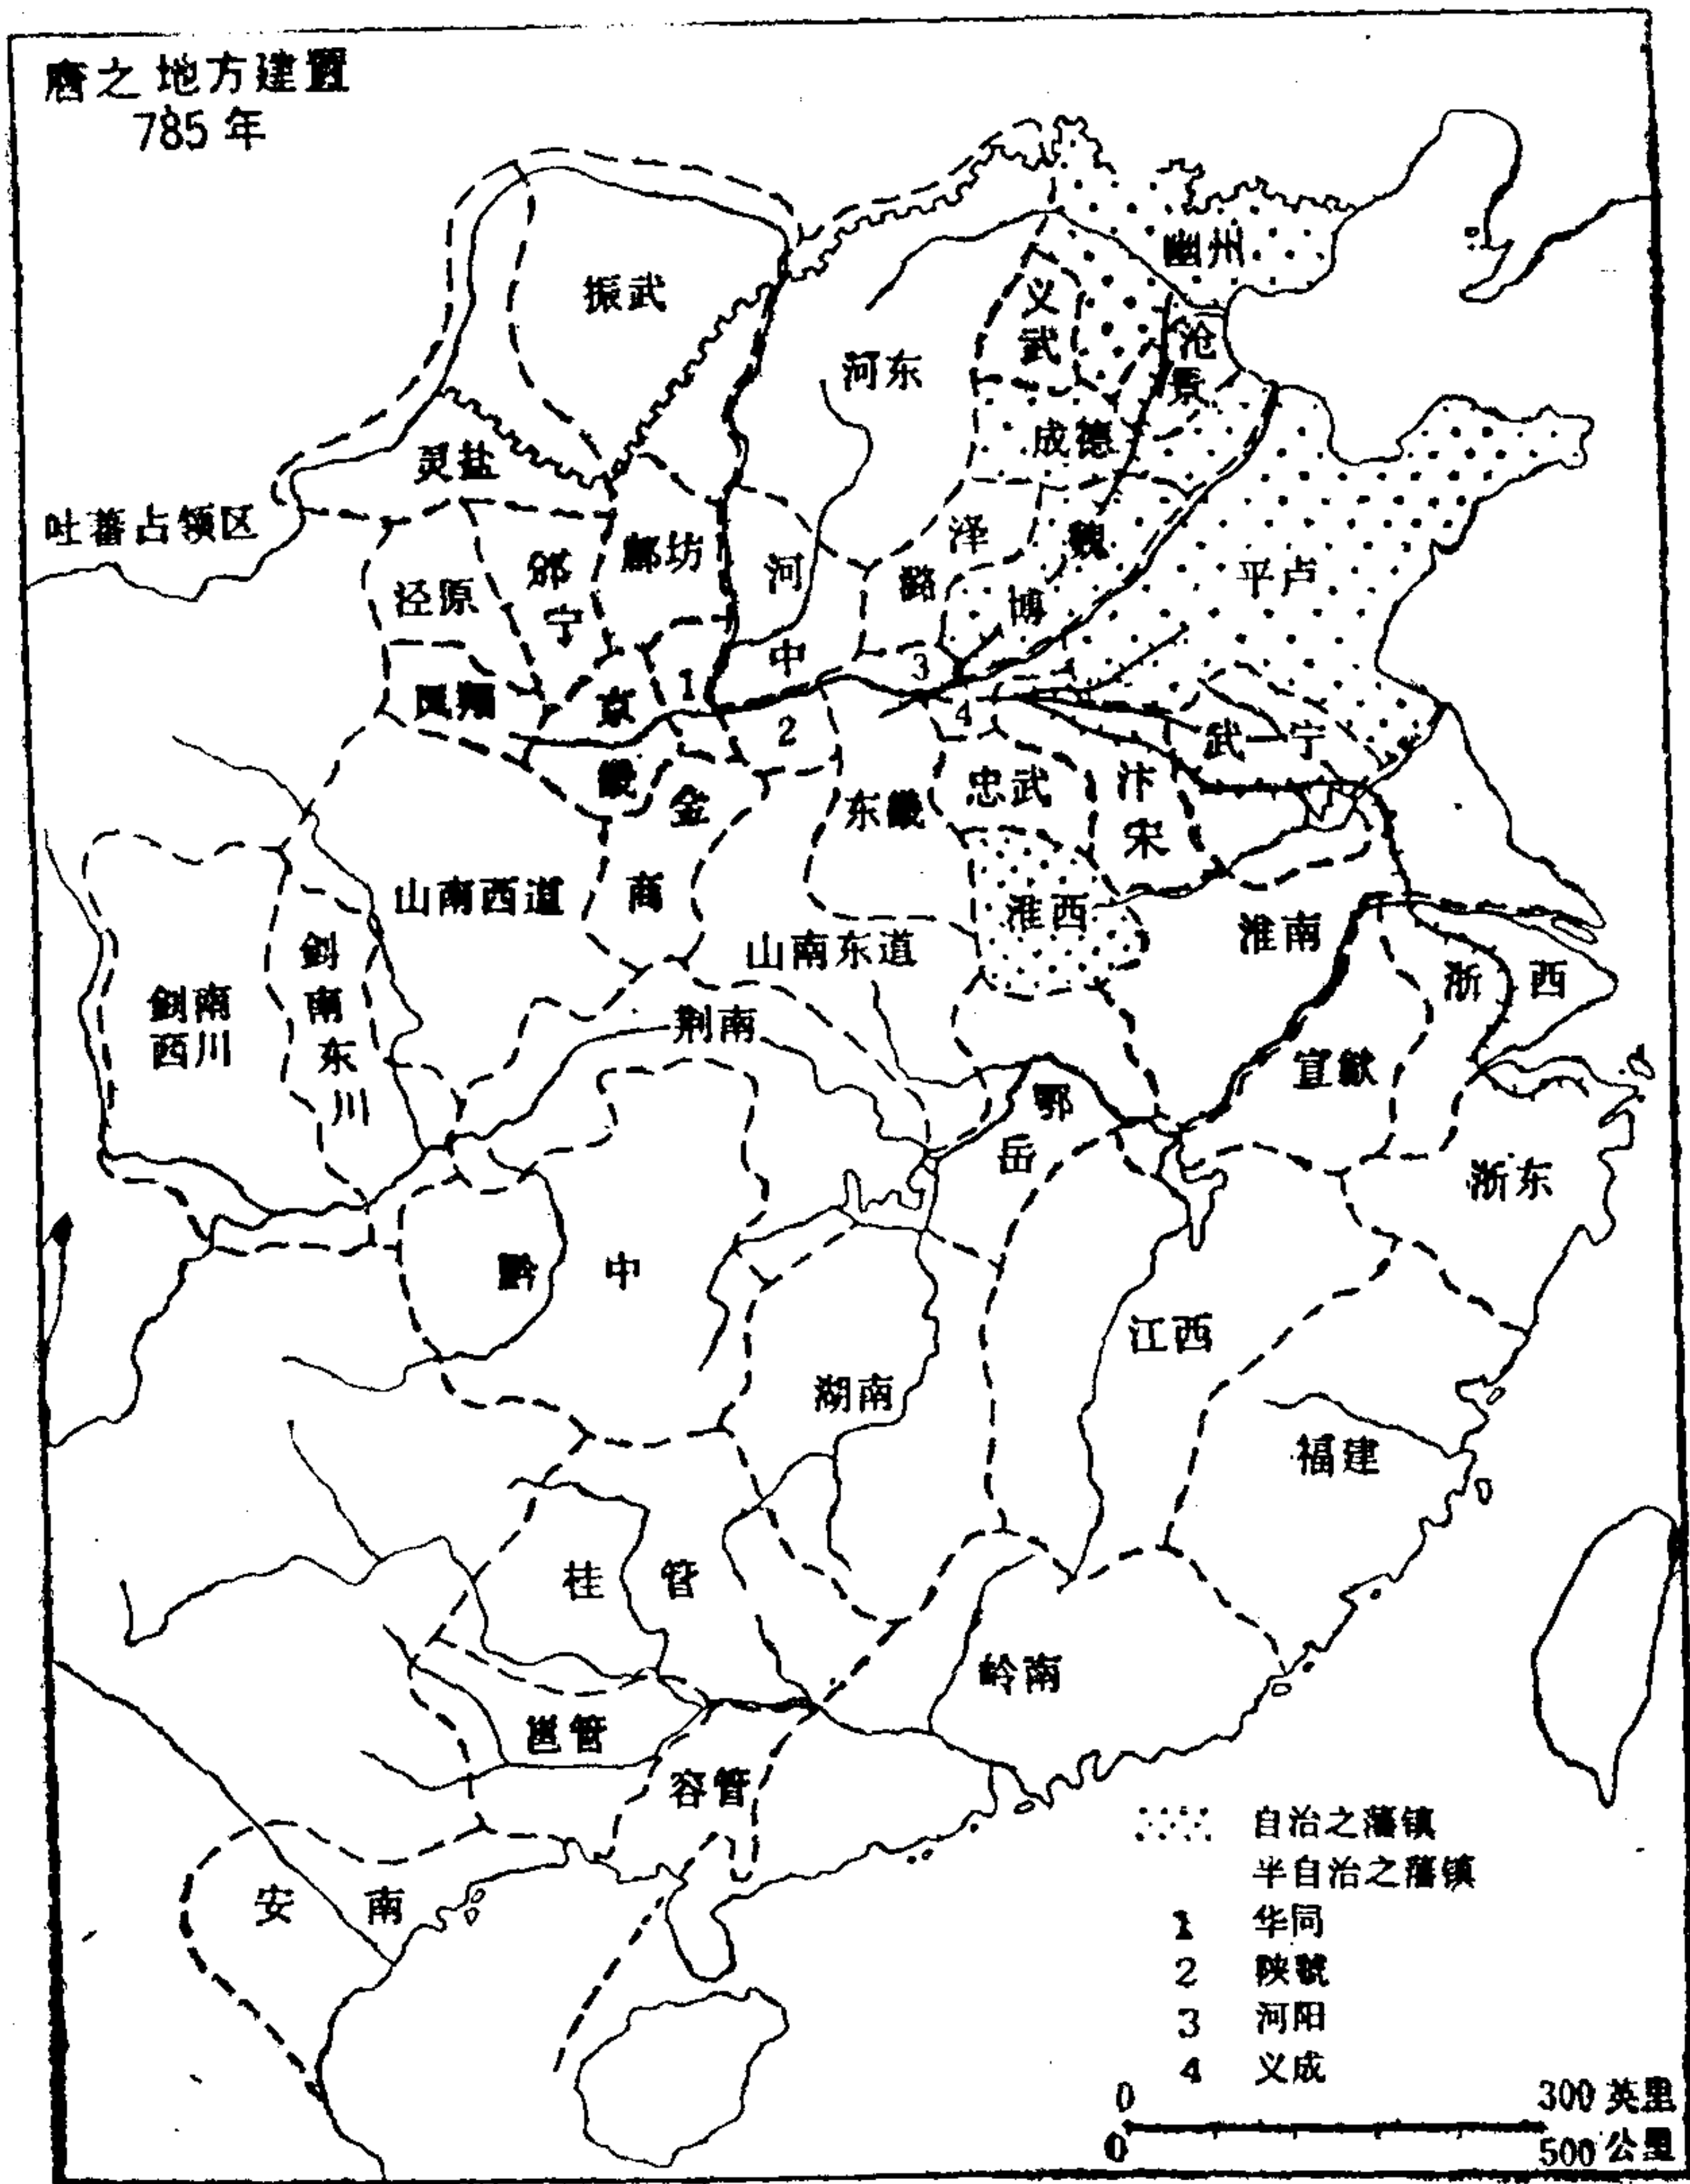 唐之地方建置
785年
幽州
振武
义武
沧景
河东
成德
灵盐
吐蕃占领区
泽潞
魏博
鄜坊
邠宁
河中
平卢
泾原
凤翔
京畿
1
2
3
4
武宁
金商
东畿
忠武
汴宋
山南西道
淮西
淮南
山南东道
浙西
剑南东川
剑南西川
荆南
宣歙
鄂岳
浙东
黔中
江西
湖南
福建
桂管
岭南
邕管
容管
安南
自治之藩镇
半自治之藩镇
1 华同
2 陕虢
3 河阳
4 义成
0 300英里
0 500公里